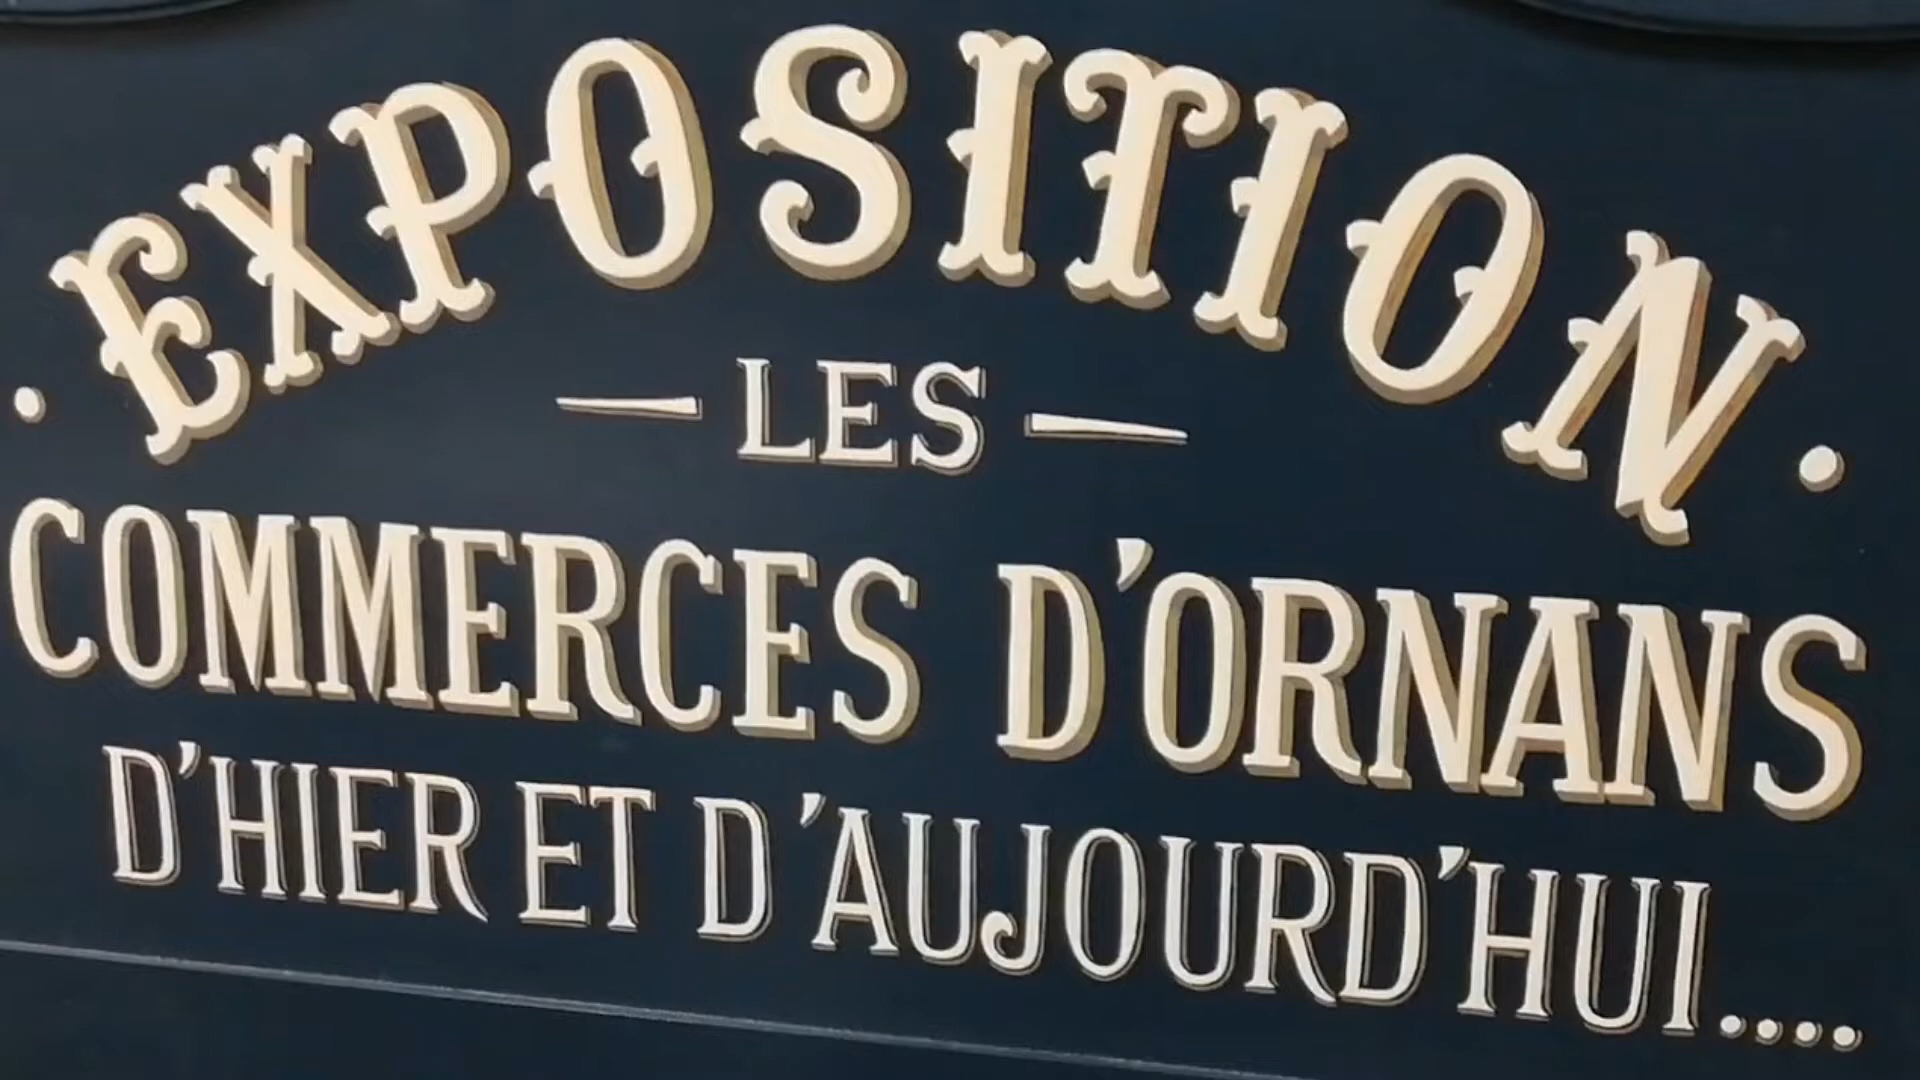 . EXPOSITION .
— LES —
COMMERCES D'ORNANS
D'HIER ET D'AUJOURD'HUI....